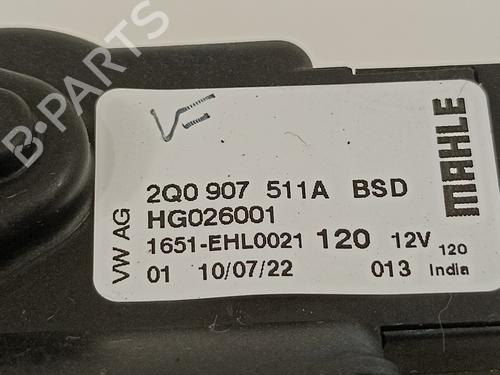 B-PARTS
2Q0 907 511A BSD
HG026001
1651-EHL0021 120 12V 120
01 10/07/22 013 India
VW AG
MAHLE